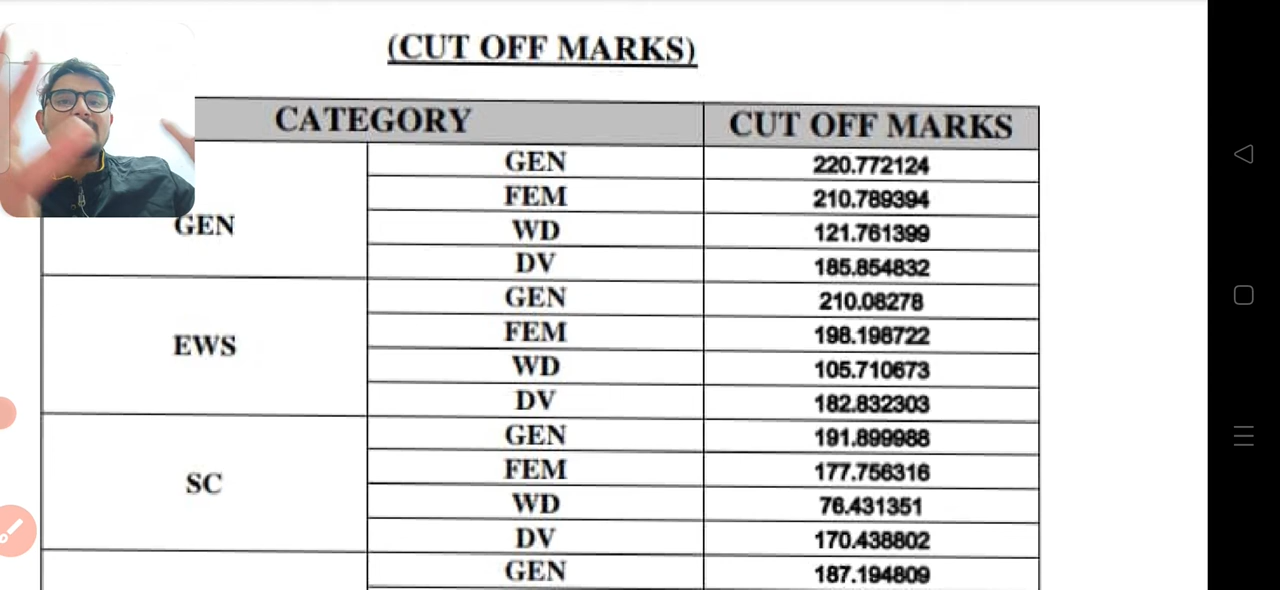 (CUT OFF MARKS)
CATEGORY CUT OFF MARKS
GEN GEN 220.772124
FEM 210.789394
WD 121.761399
DV 185.854832
EWS GEN 210.08278
FEM 198.198722
WD 105.710673
DV 182.832303
SC GEN 191.899988
FEM 177.756316
WD 76.431351
DV 170.438802
GEN 187.194809